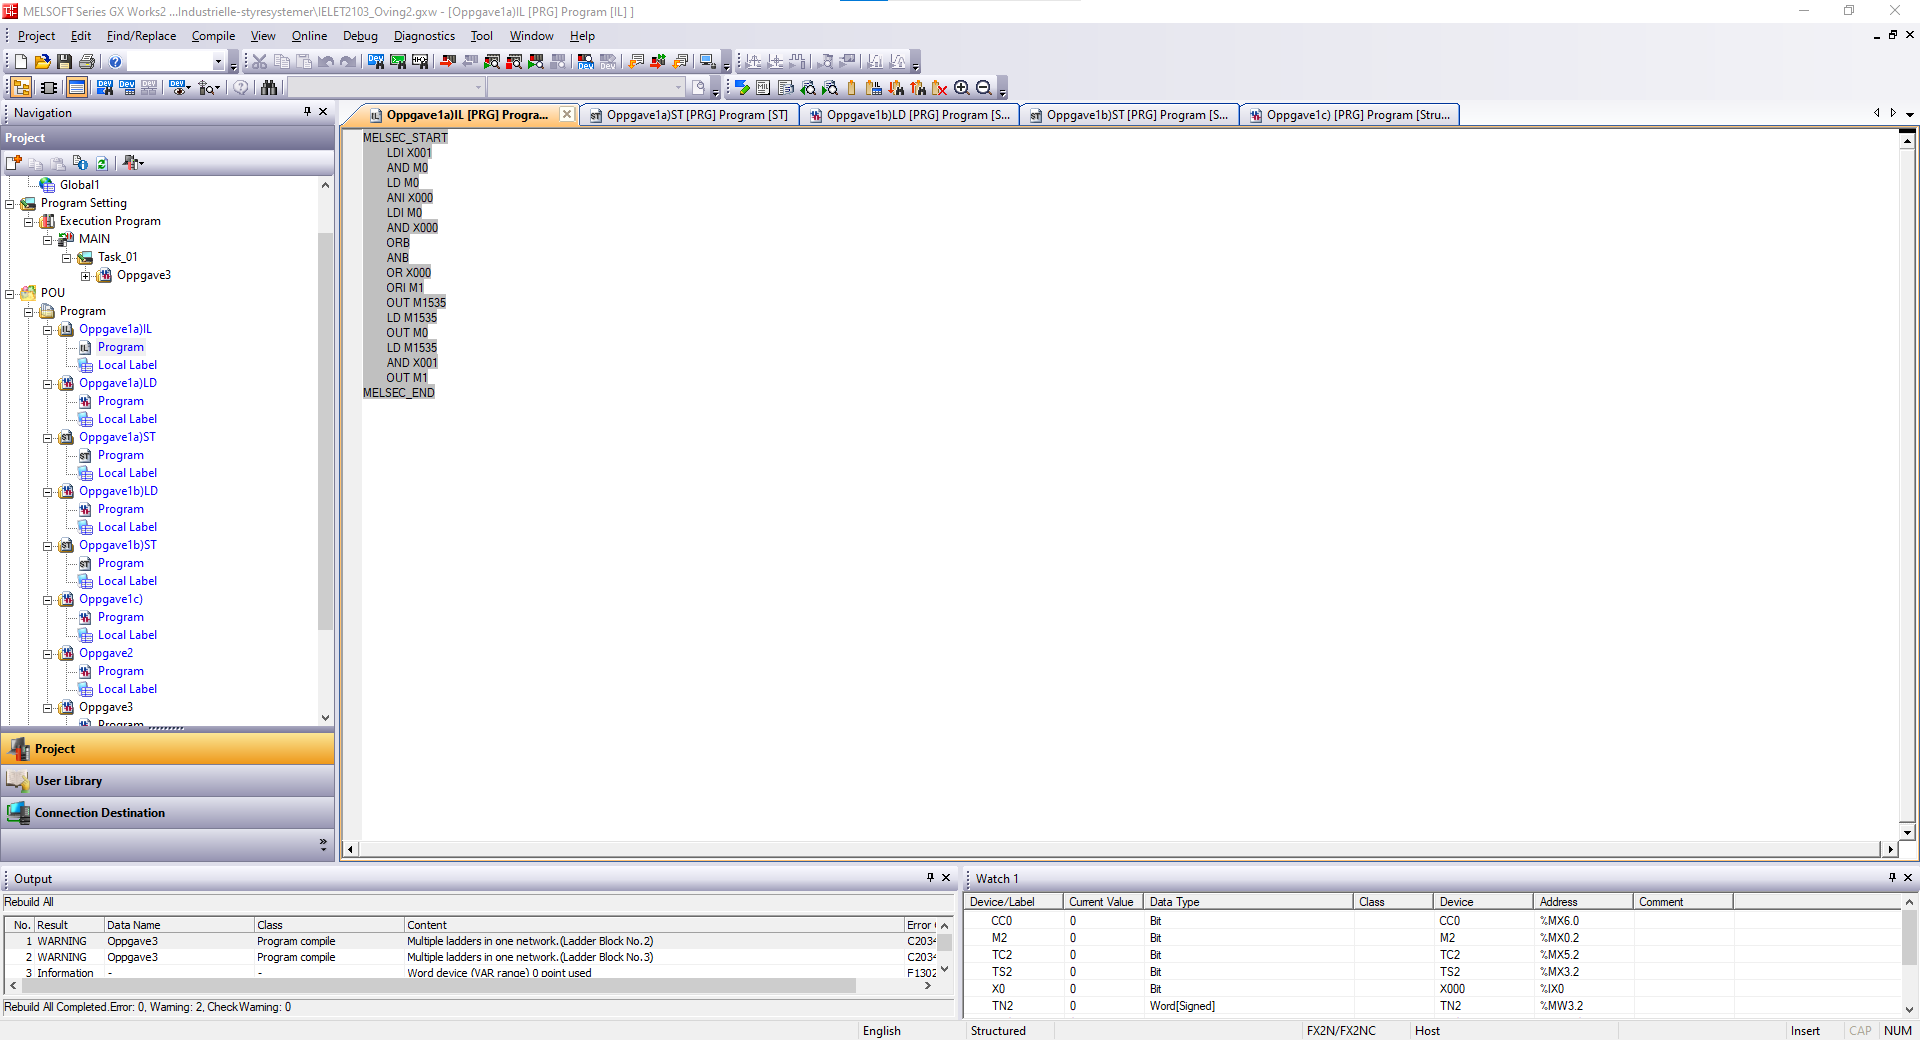 MELSOFT Series GX Works2 ...Industrielle-styresystemer\IELET2103_Oving2.gxw - [Oppgave1a)IL [PRG] Program [IL] ]
Project Edit Find/Replace Compile View Online Debug Diagnostics Tool Window Help
Navigation
Project
Global1
Program Setting
Execution Program
MAIN
Task_01
Oppgave3
POU
Program
Oppgave1a)IL
Program
Local Label
Oppgave1a)LD
Program
Local Label
Oppgave1a)ST
Program
Local Label
Oppgave1b)LD
Program
Local Label
Oppgave1b)ST
Program
Local Label
Oppgave1c)
Program
Local Label
Oppgave2
Program
Local Label
Oppgave3
Program
Project
User Library
Connection Destination
Oppgave1a)IL [PRG] Progra... Oppgave1a)ST [PRG] Program [ST] Oppgave1b)LD [PRG] Program [S... Oppgave1b)ST [PRG] Program [S... Oppgave1c) [PRG] Program [Stru...
MELSEC_START
LDI X001
AND M0
LD M0
ANI X000
LDI M0
AND X000
ORB
ANB
OR X000
ORI M1
OUT M1535
LD M1535
OUT M0
LD M1535
AND X001
OUT M1
MELSEC_END
Output
Rebuild All
No. Result Data Name Class Content Error
1 WARNING Oppgave3 Program compile Multiple ladders in one network.(Ladder Block No.2) C2034
2 WARNING Oppgave3 Program compile Multiple ladders in one network.(Ladder Block No.3) C2034
3 Information - - Word device (VAR range) 0 point used F1302
Rebuild All Completed.Error: 0, Warning: 2, CheckWarning: 0
Watch 1
Device/Label Current Value Data Type Class Device Address Comment
CC0 0 Bit CC0 %MX6.0
M2 0 Bit M2 %MX0.2
TC2 0 Bit TC2 %MX5.2
TS2 0 Bit TS2 %MX3.2
X0 0 Bit X000 %IX0
TN2 0 Word[Signed] TN2 %MW3.2
English Structured FX2N/FX2NC Host Insert CAP NUM